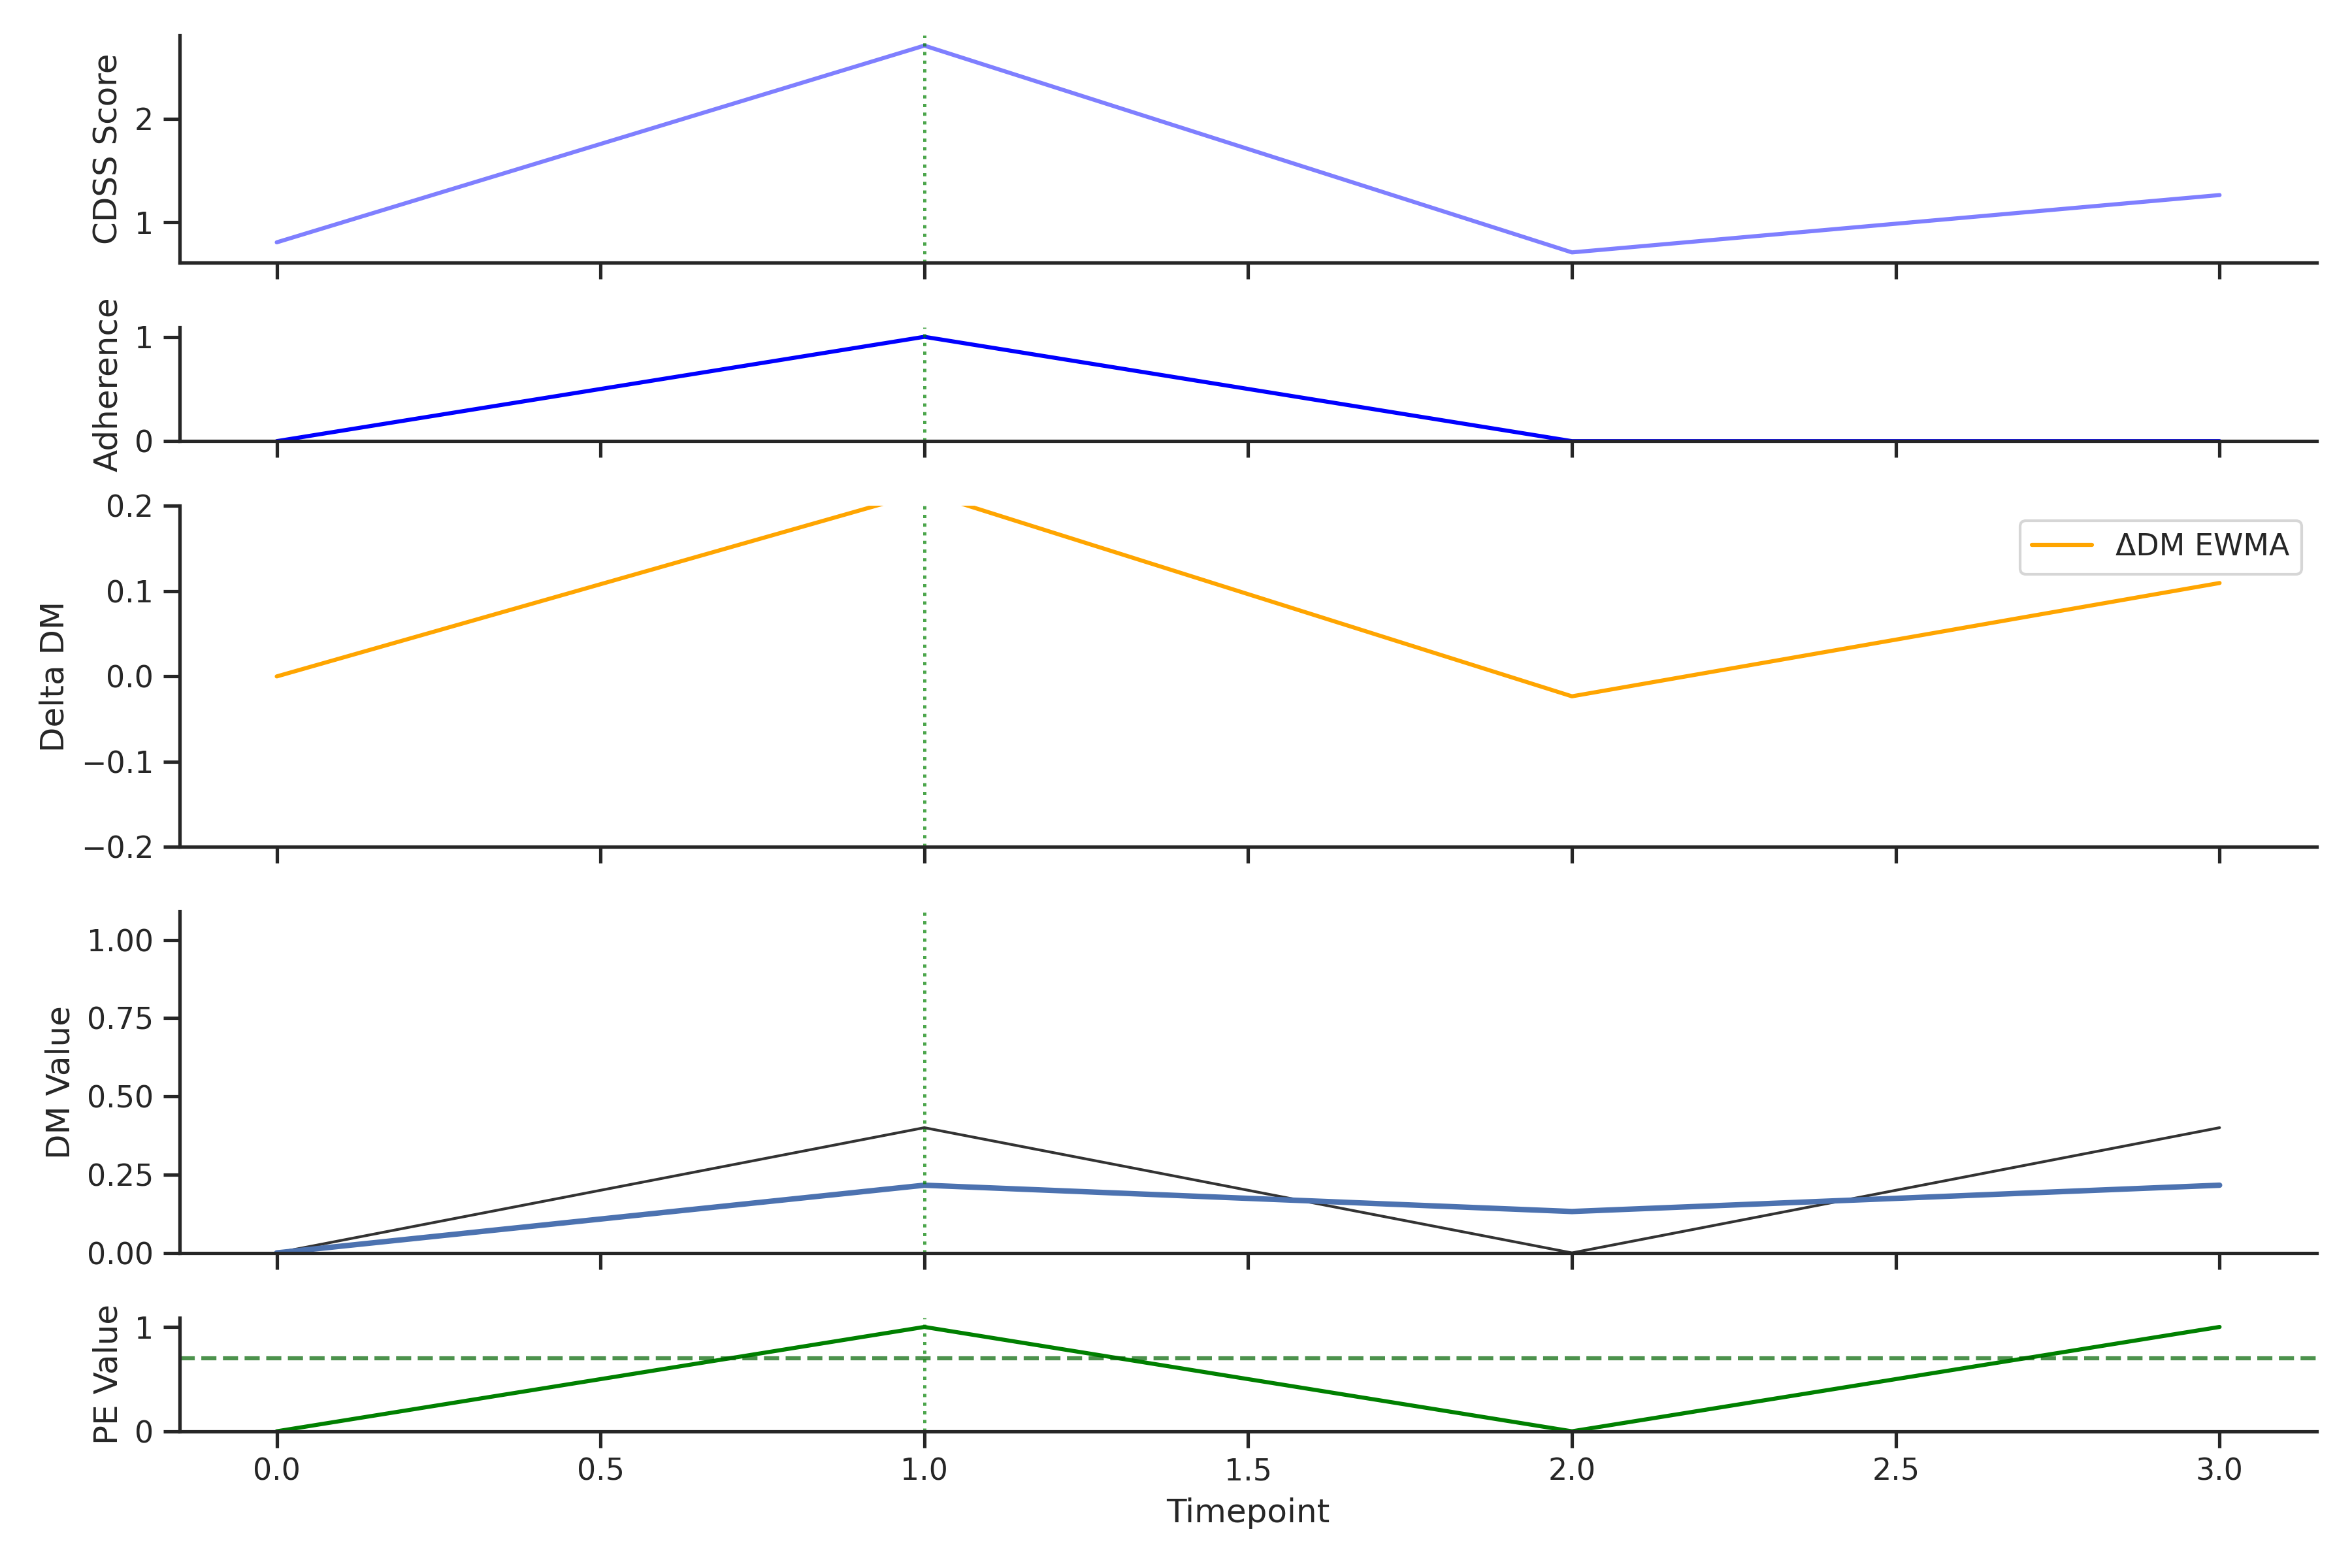 CDSS Score
2
1
Adherence
1
0
Delta DM
0.2
0.1
0.0
−0.1
−0.2
ΔDM EWMA
DM Value
1.00
0.75
0.50
0.25
0.00
PE Value
1
0
0.0 0.5 1.0 1.5 2.0 2.5 3.0
Timepoint